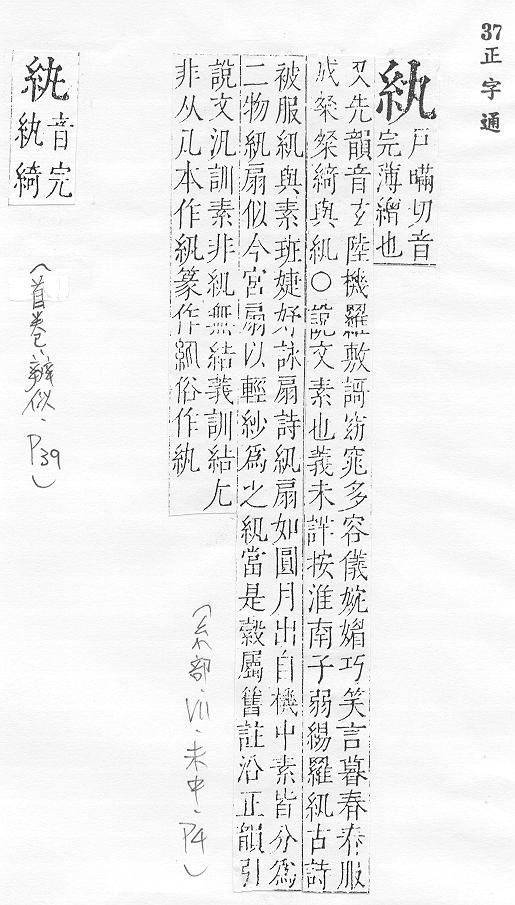 37 正字通
紈
戶瞞切音
完薄繒也
又先韻音玄陸機羅敷謌窈窕多容儀婉媚巧笑言暮春春服
成粲粲綺與紈○說文素也義未詳按淮南子弱緆羅紈古詩
被服紈與素班婕妤詠扇詩紈扇如圓月出自機中素皆分爲
二物紈扇似今宮扇以輕紗爲之紈當是縠屬舊註沿正韻引
說文汎訓素非紈無結義訓結尢
非从丸本作紈篆作 俗作紈
(糸部·VII·未中·P4)
紈
音完
紈綺
(首卷·辨似·P39)